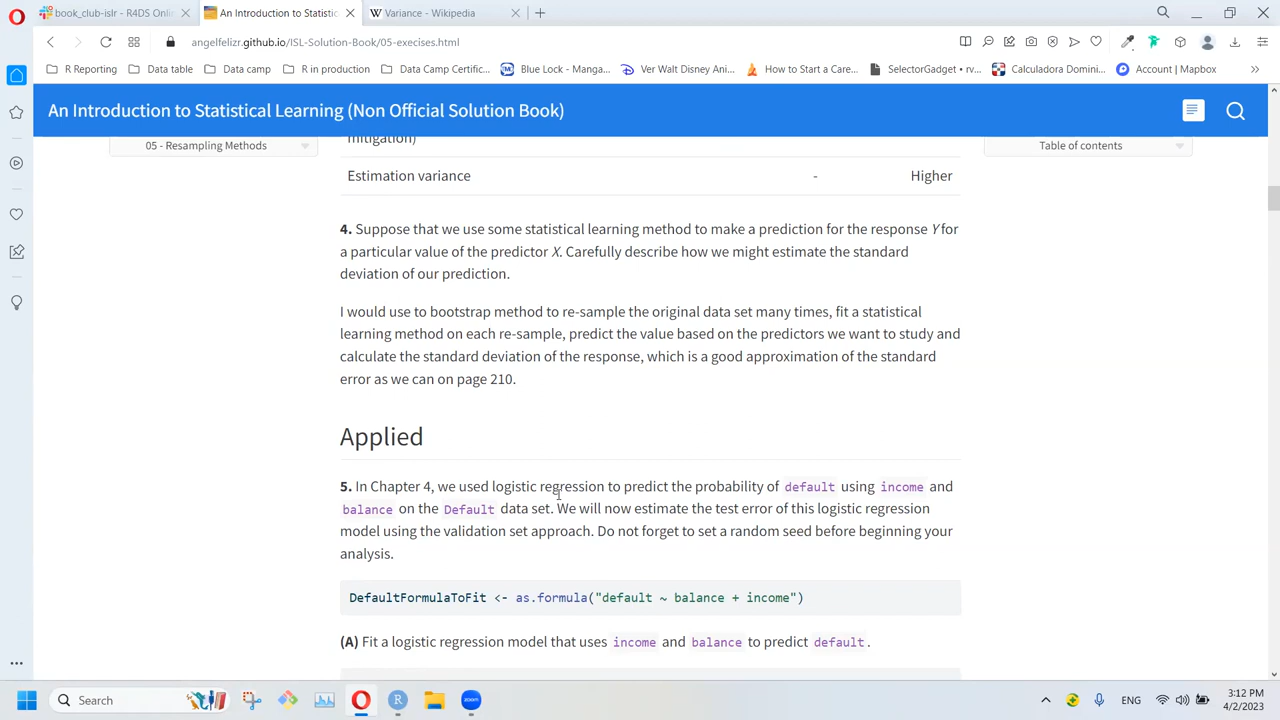 book_club-islr - R4DS Onlin
An Introduction to Statistic
Variance - Wikipedia
angelfelizr.github.io/ISL-Solution-Book/05-execises.html
R Reporting
Data table
Data camp
R in production
Data Camp Certific...
Blue Lock - Manga...
Ver Walt Disney Ani...
How to Start a Care...
SelectorGadget • rv...
Calculadora Domini...
Account | Mapbox
An Introduction to Statistical Learning (Non Official Solution Book)
05 - Resampling Methods
Table of contents
mitigation)
Estimation variance - Higher
4. Suppose that we use some statistical learning method to make a prediction for the response Y for
a particular value of the predictor X. Carefully describe how we might estimate the standard
deviation of our prediction.
I would use to bootstrap method to re-sample the original data set many times, fit a statistical
learning method on each re-sample, predict the value based on the predictors we want to study and
calculate the standard deviation of the response, which is a good approximation of the standard
error as we can on page 210.
Applied
5. In Chapter 4, we used logistic regression to predict the probability of default using income and
balance on the Default data set. We will now estimate the test error of this logistic regression
model using the validation set approach. Do not forget to set a random seed before beginning your
analysis.
DefaultFormulaToFit <- as.formula("default ~ balance + income")
(A) Fit a logistic regression model that uses income and balance to predict default.
Search
zoom
ENG
3:12 PM
4/2/2023